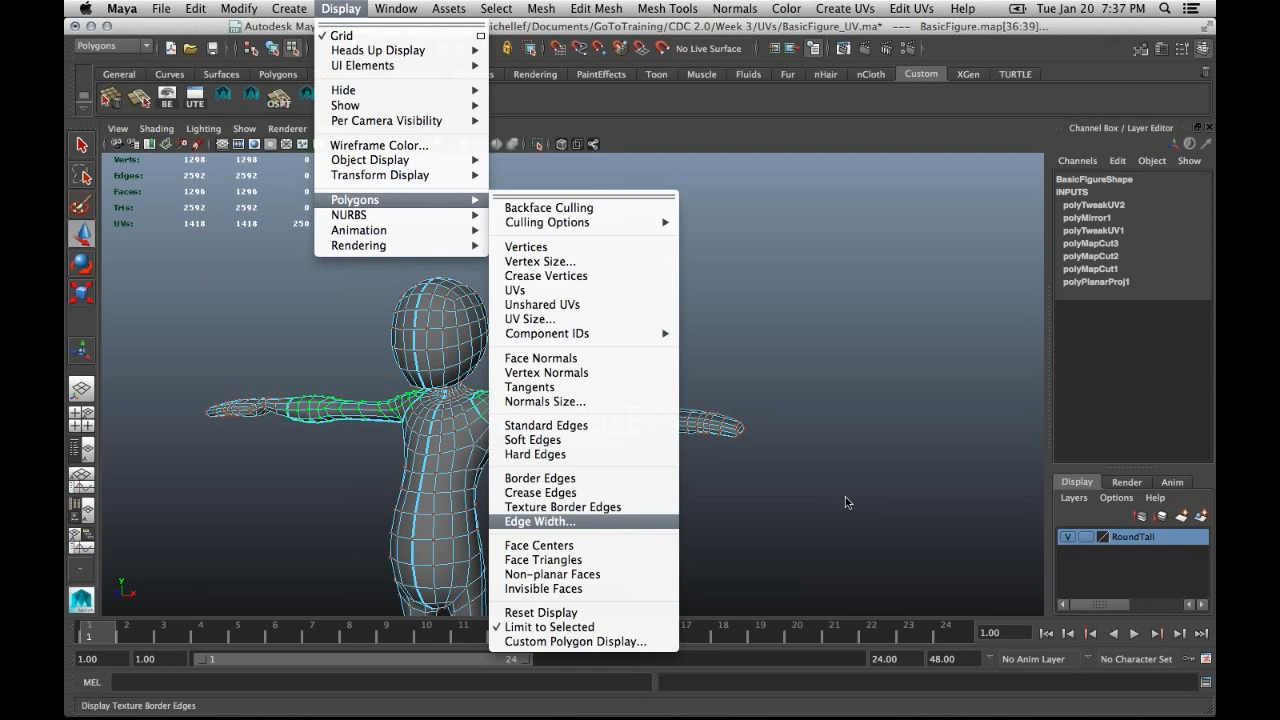 Maya File Edit Modify Create Display Window Assets Select Mesh Edit Mesh Mesh Tools Normals Color Create UVs Edit UVs Help Tue Jan 20 7:37 PM
Autodesk Ma
ichellef/Documents/GoToTraining/CDC 2.0/Week 3/UVs/BasicFigure_UV.ma* --- BasicFigure.map[36:39]...
Polygons
No Live Surface
General Curves Surfaces Polygons Rendering PaintEffects Toon Muscle Fluids Fur nHair nCloth Custom XGen TURTLE
BE UTE OSPT
View Shading Lighting Show Renderer
Verts: 1298 1298 0
Edges: 2592 2592 0
Faces: 1296 1296 0
Tris: 2592 2592 0
UVs: 1418 1418 250
Grid
Heads Up Display
UI Elements
Hide
Show
Per Camera Visibility
Wireframe Color...
Object Display
Transform Display
Polygons
NURBS
Animation
Rendering
Backface Culling
Culling Options
Vertices
Vertex Size...
Crease Vertices
UVs
Unshared UVs
UV Size...
Component IDs
Face Normals
Vertex Normals
Tangents
Normals Size...
Standard Edges
Soft Edges
Hard Edges
Border Edges
Crease Edges
Texture Border Edges
Edge Width...
Face Centers
Face Triangles
Non-planar Faces
Invisible Faces
Reset Display
Limit to Selected
Custom Polygon Display...
Channel Box / Layer Editor
Channels Edit Object Show
BasicFigureShape
INPUTS
polyTweakUV2
polyMirror1
polyTweakUV1
polyMapCut3
polyMapCut2
polyMapCut1
polyPlanarProj1
Display Render Anim
Layers Options Help
V RoundTall
y x
MAYA
1 2 3 4 5 6 7 8 9 10 11 17 18 19 20 21 22 23 24
1
1.00
1.00 1.00 1 24 24.00 48.00 No Anim Layer No Character Set
MEL
Display Texture Border Edges